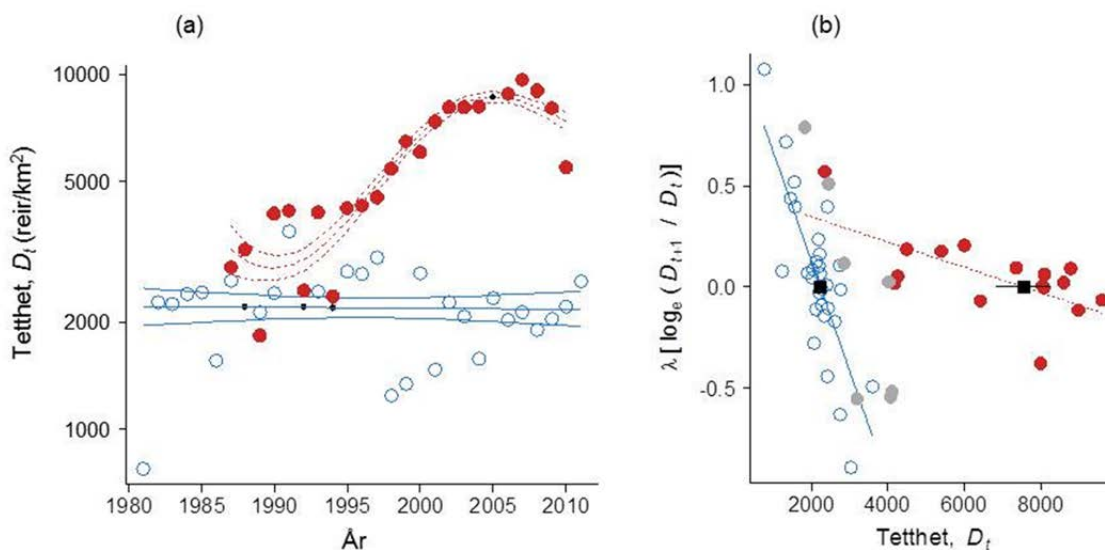 (a)
Tetthet, Dₜ (reir/km²)
10000
5000
2000
1000
1980 1985 1990 1995 2000 2005 2010
År
(b)
λ [ logₑ ( Dₜ₊₁ / Dₜ )]
1.0
0.5
0.0
-0.5
2000 4000 6000 8000
Tetthet, Dₜ